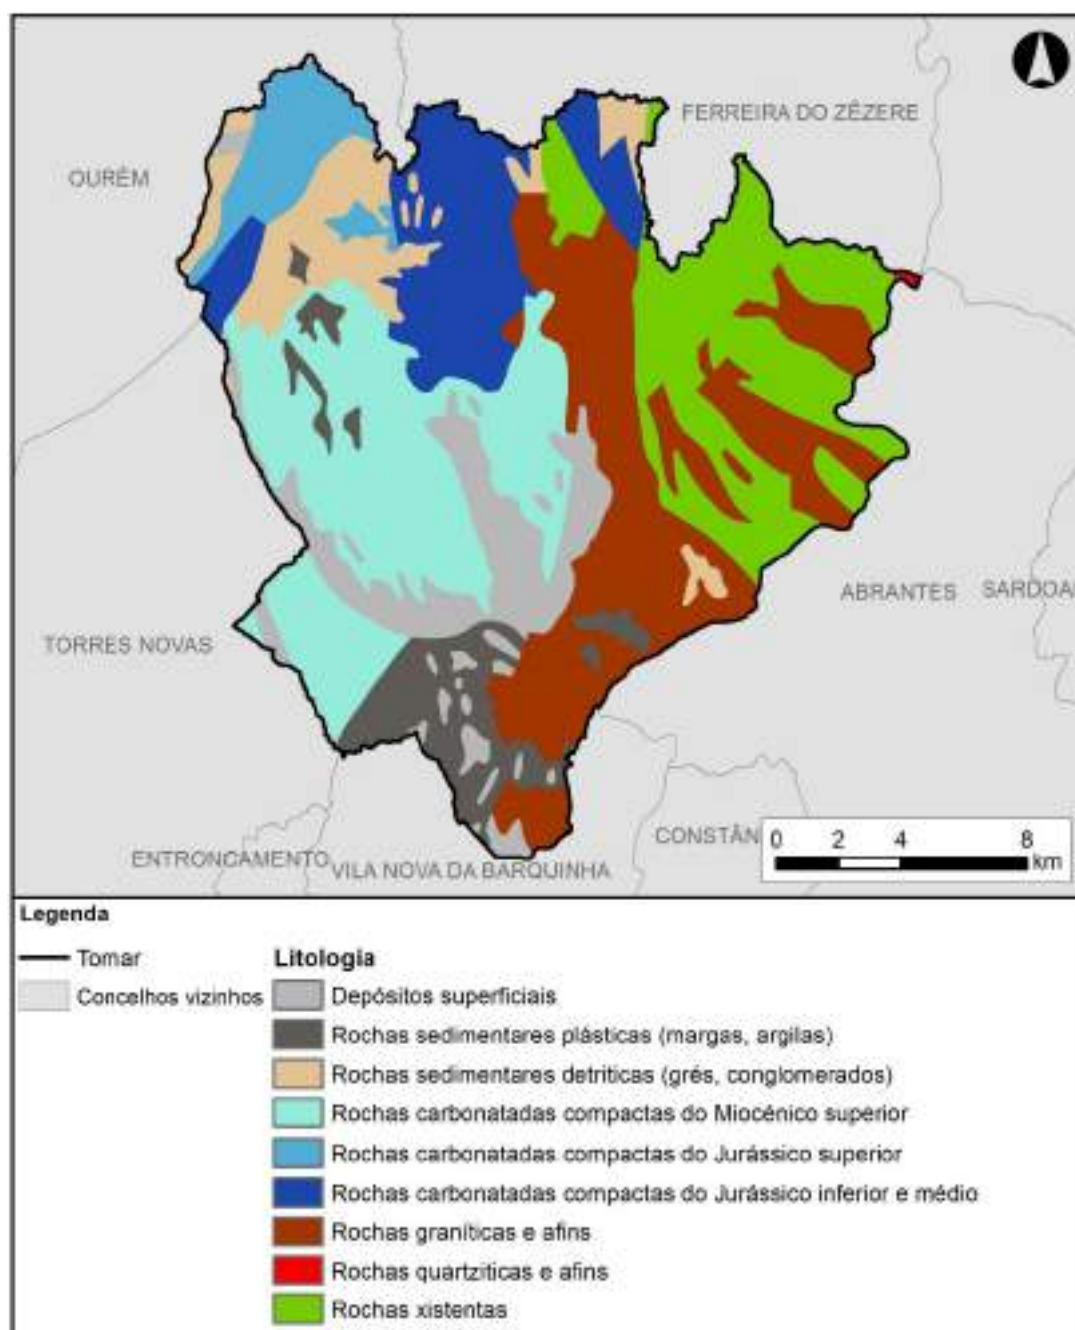 FERREIRA DO ZÊZERE
OURÉM
ABRANTES
SARDOAL
TORRES NOVAS
CONSTÂN
0 2 4 8
km
ENTRONCAMENTO
VILA NOVA DA BARQUINHA
Legenda
Tomar
Concelhos vizinhos
Litologia
Depósitos superficiais
Rochas sedimentares plásticas (margas, argilas)
Rochas sedimentares detríticas (grés, conglomerados)
Rochas carbonatadas compactas do Miocénico superior
Rochas carbonatadas compactas do Jurássico superior
Rochas carbonatadas compactas do Jurássico inferior e médio
Rochas graníticas e afins
Rochas quartzíticas e afins
Rochas xistentas